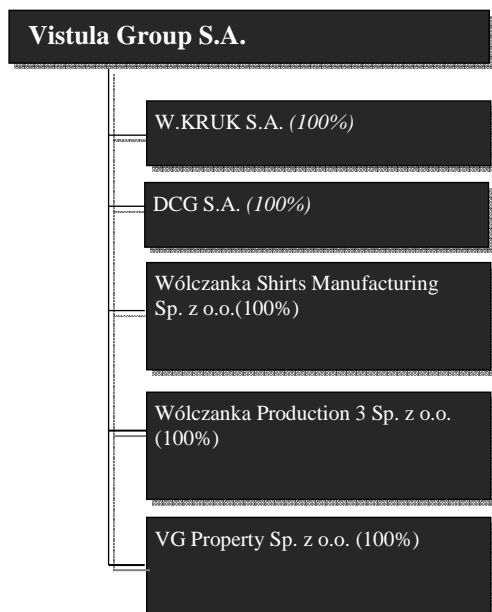 Vistula Group S.A.
W.KRUK S.A. (100%)
DCG S.A. (100%)
Wólczanka Shirts Manufacturing
Sp. z o.o.(100%)
Wólczanka Production 3 Sp. z o.o.
(100%)
VG Property Sp. z o.o. (100%)